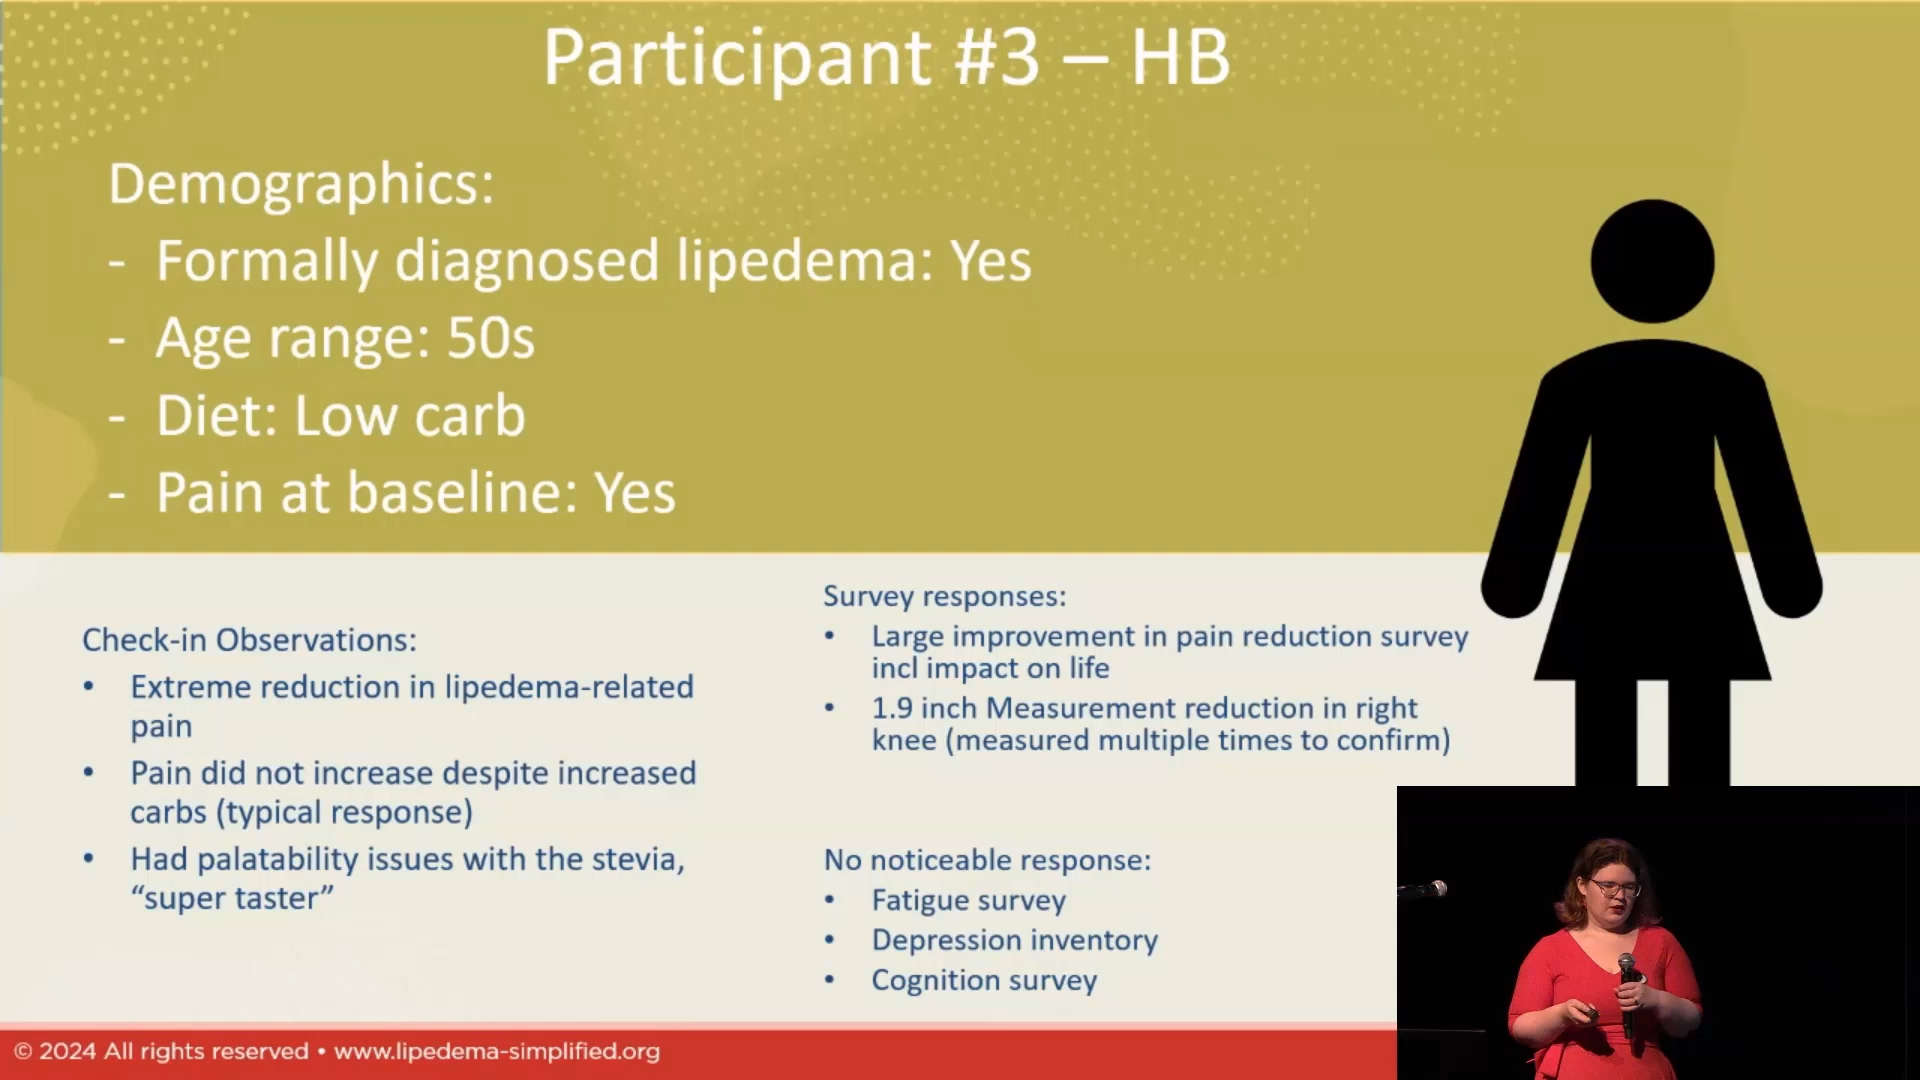 Participant #3 – HB
Demographics:
- Formally diagnosed lipedema: Yes
- Age range: 50s
- Diet: Low carb
- Pain at baseline: Yes
Check-in Observations:
• Extreme reduction in lipedema-related
pain
• Pain did not increase despite increased
carbs (typical response)
• Had palatability issues with the stevia,
“super taster”
Survey responses:
• Large improvement in pain reduction survey
incl impact on life
• 1.9 inch Measurement reduction in right
knee (measured multiple times to confirm)
No noticeable response:
• Fatigue survey
• Depression inventory
• Cognition survey
© 2024 All rights reserved • www.lipedema-simplified.org